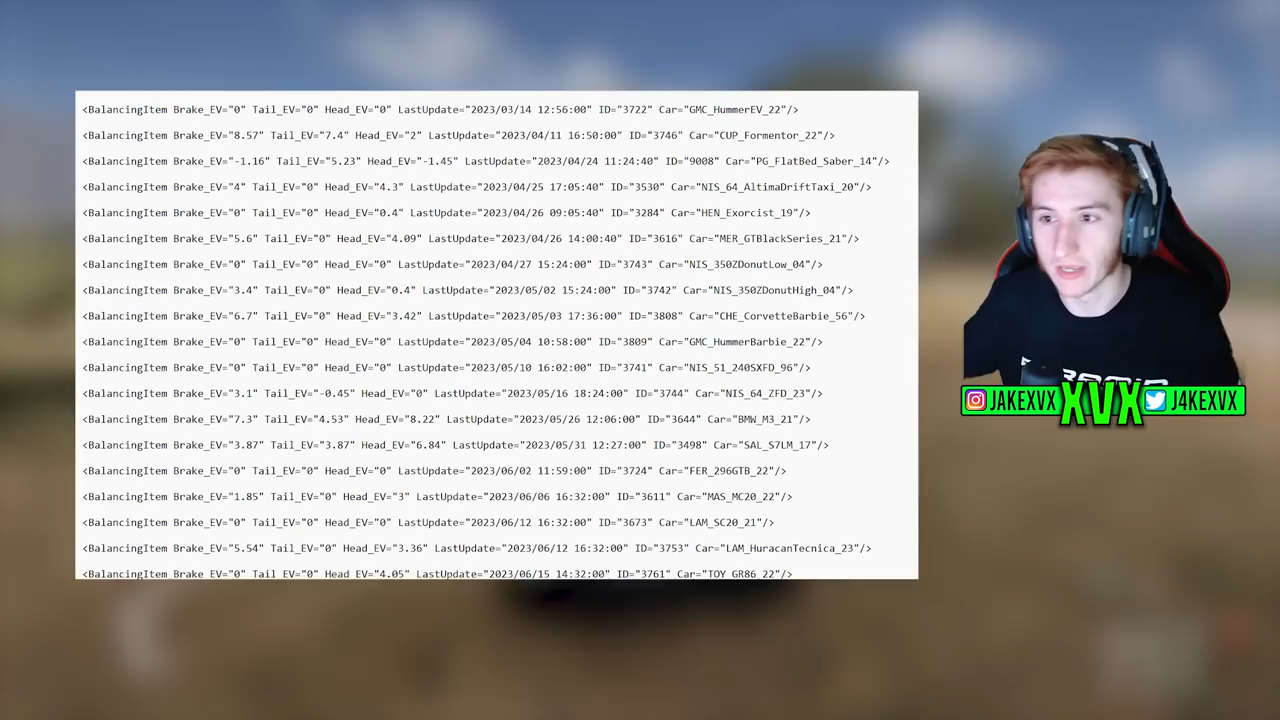 <BalancingItem Brake_EV="0" Tail_EV="0" Head_EV="0" LastUpdate="2023/03/14 12:56:00" ID="3722" Car="GMC_HummerEV_22"/>
<BalancingItem Brake_EV="8.57" Tail_EV="7.4" Head_EV="2" LastUpdate="2023/04/11 16:50:00" ID="3746" Car="CUP_Formentor_22"/>
<BalancingItem Brake_EV="-1.16" Tail_EV="5.23" Head_EV="-1.45" LastUpdate="2023/04/24 11:24:40" ID="9008" Car="PG_FlatBed_Saber_14"/>
<BalancingItem Brake_EV="4" Tail_EV="0" Head_EV="4.3" LastUpdate="2023/04/25 17:05:40" ID="3530" Car="NIS_64_AltimaDriftTaxi_20"/>
<BalancingItem Brake_EV="0" Tail_EV="0" Head_EV="0.4" LastUpdate="2023/04/26 09:05:40" ID="3284" Car="HEN_Exorcist_19"/>
<BalancingItem Brake_EV="5.6" Tail_EV="0" Head_EV="4.09" LastUpdate="2023/04/26 14:00:40" ID="3616" Car="MER_GTBlackSeries_21"/>
<BalancingItem Brake_EV="0" Tail_EV="0" Head_EV="0" LastUpdate="2023/04/27 15:24:00" ID="3743" Car="NIS_350ZDonutLow_04"/>
<BalancingItem Brake_EV="3.4" Tail_EV="0" Head_EV="0.4" LastUpdate="2023/05/02 15:24:00" ID="3742" Car="NIS_350ZDonutHigh_04"/>
<BalancingItem Brake_EV="6.7" Tail_EV="0" Head_EV="3.42" LastUpdate="2023/05/03 17:36:00" ID="3808" Car="CHE_CorvetteBarbie_56"/>
<BalancingItem Brake_EV="0" Tail_EV="0" Head_EV="0" LastUpdate="2023/05/04 10:58:00" ID="3809" Car="GMC_HummerBarbie_22"/>
<BalancingItem Brake_EV="0" Tail_EV="0" Head_EV="0" LastUpdate="2023/05/10 16:02:00" ID="3741" Car="NIS_51_240SXFD_96"/>
<BalancingItem Brake_EV="3.1" Tail_EV="-0.45" Head_EV="0" LastUpdate="2023/05/16 18:24:00" ID="3744" Car="NIS_64_ZFD_23"/>
<BalancingItem Brake_EV="7.3" Tail_EV="4.53" Head_EV="8.22 LastUpdate="2023/05/26 12:06:00" ID="3644" Car="BMW_M3_21"/>
<BalancingItem Brake_EV="3.87" Tail_EV="3.87" Head_EV="6.84" LastUpdate="2023/05/31 12:27:00" ID="3498" Car="SAL_S7LM_17"/>
<BalancingItem Brake_EV="0" Tail_EV="0" Head_EV="0" LastUpdate="2023/06/02 11:59:00" ID="3724" Car="FER_296GTB_22"/>
<BalancingItem Brake_EV="1.85" Tail_EV="0" Head_EV="3" LastUpdate="2023/06/06 16:32:00" ID="3611" Car="MAS_MC20_22"/>
<BalancingItem Brake_EV="0" Tail_EV="0" Head_EV="0" LastUpdate="2023/06/12 16:32:00" ID="3673" Car="LAM_SC20_21"/>
<BalancingItem Brake_EV="5.54" Tail_EV="0" Head_EV="3.36" LastUpdate="2023/06/12 16:32:00" ID="3753" Car="LAM_HuracanTecnica_23"/>
<BalancingItem Brake_EV="0" Tail_EV="0" Head_EV="4.05" LastUpdate="2023/06/15 14:32:00" ID="3761" Car="TOY_GR86_22"/>
JAKEXVX XVX J4KEXVX